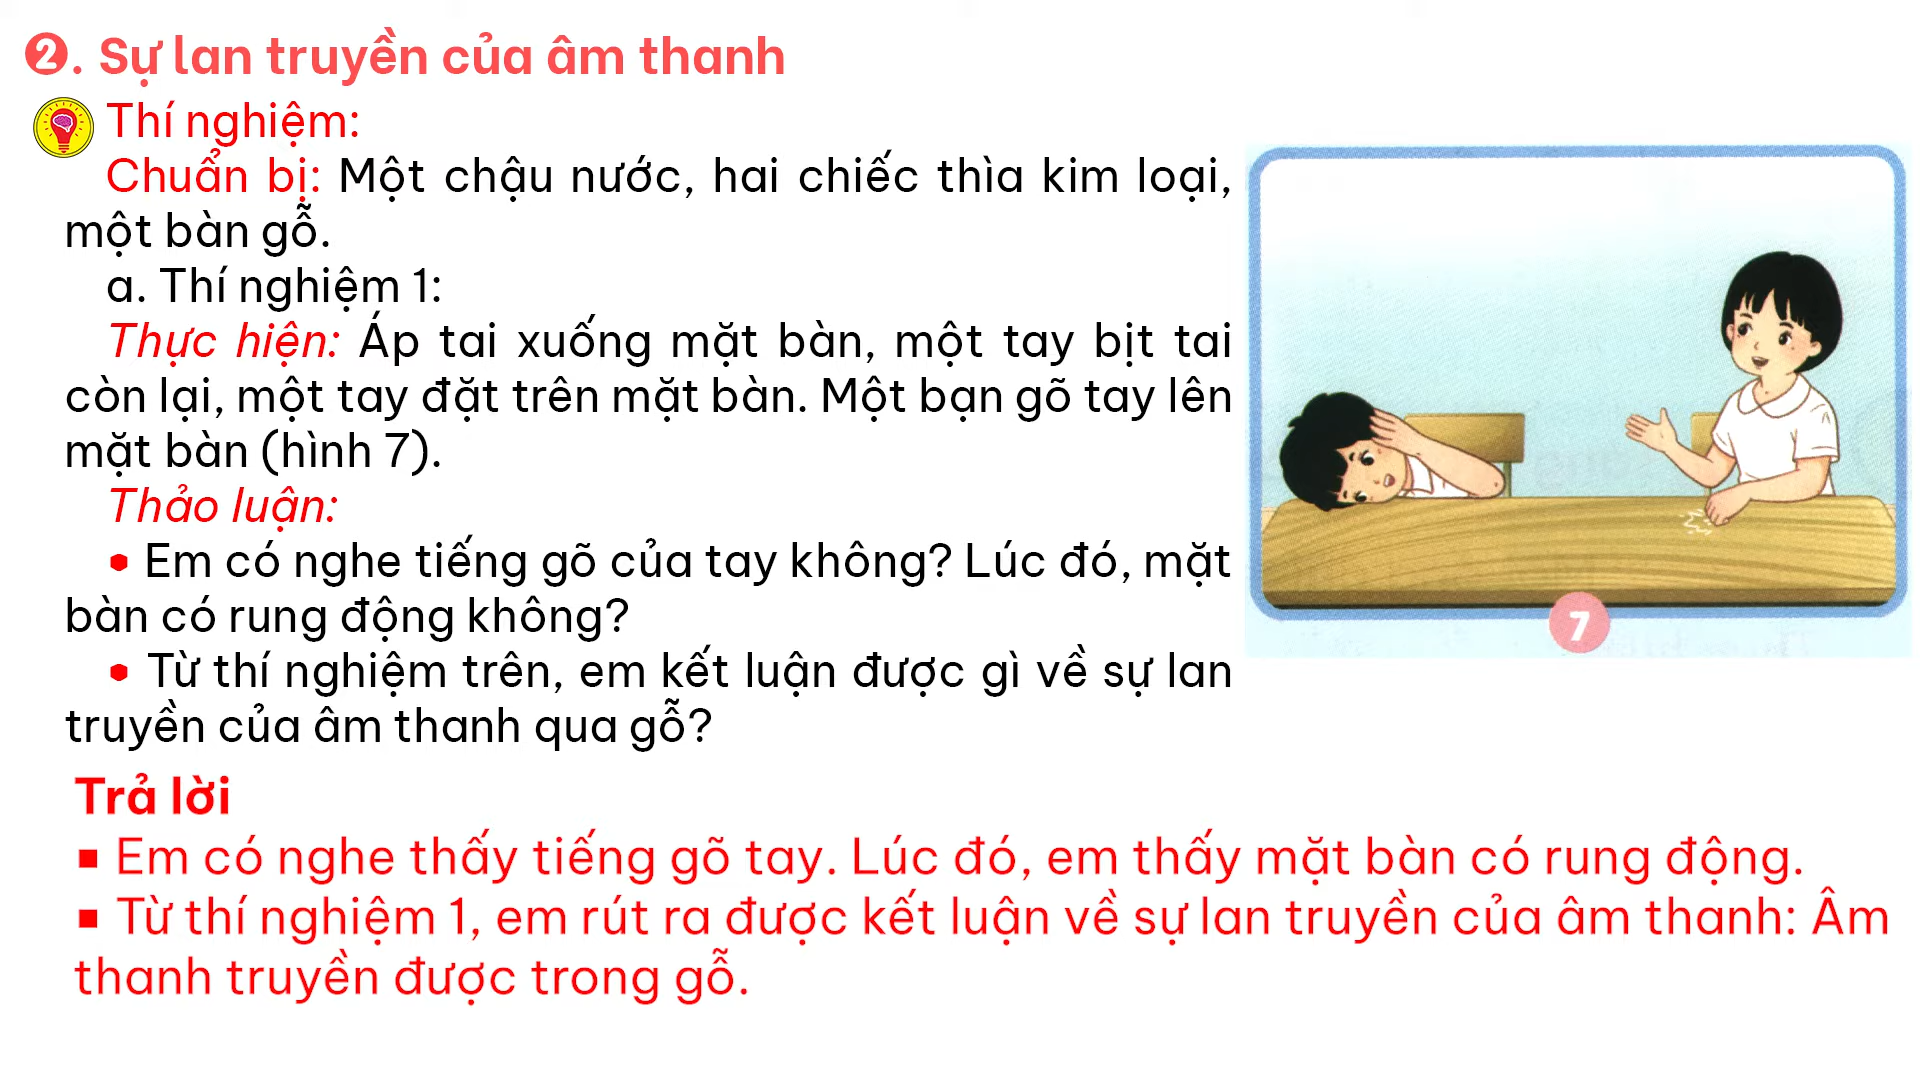 2. Sự lan truyền của âm thanh
Thí nghiệm:
Chuẩn bị: Một chậu nước, hai chiếc thìa kim loại,
một bàn gỗ.
a. Thí nghiệm 1:
Thực hiện: Áp tai xuống mặt bàn, một tay bịt tai
còn lại, một tay đặt trên mặt bàn. Một bạn gõ tay lên
mặt bàn (hình 7).
Thảo luận:
• Em có nghe tiếng gõ của tay không? Lúc đó, mặt
bàn có rung động không?
• Từ thí nghiệm trên, em kết luận được gì về sự lan
truyền của âm thanh qua gỗ?
7
Trả lời
▪ Em có nghe thấy tiếng gõ tay. Lúc đó, em thấy mặt bàn có rung động.
▪ Từ thí nghiệm 1, em rút ra được kết luận về sự lan truyền của âm thanh: Âm
thanh truyền được trong gỗ.